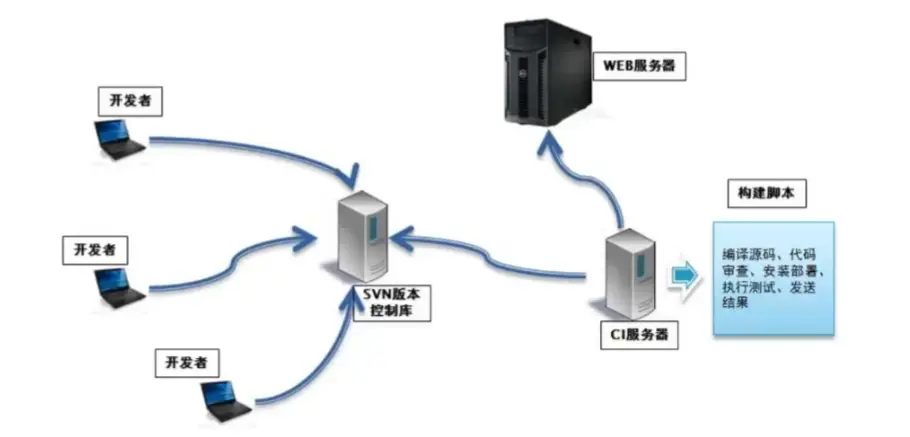 WEB服务器
开发者
构建脚本
开发者
编译源码、代码
审查、安装部署、
执行测试、发送
结果
SVN版本
控制库
CI服务器
开发者